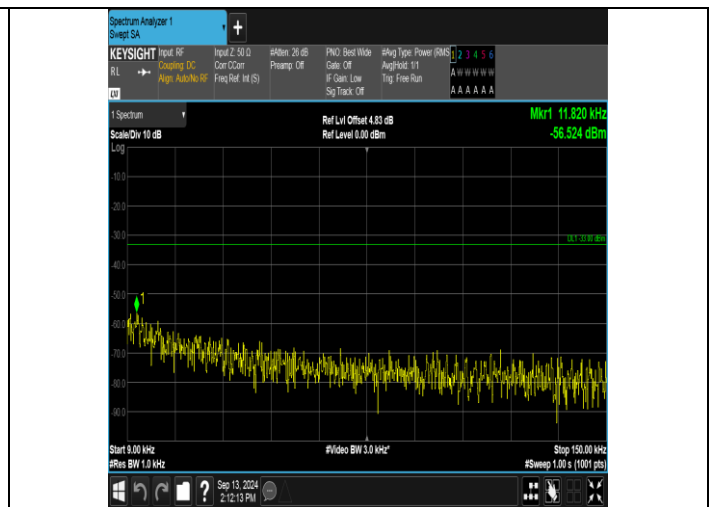 Spectrum Analyzer 1
Swept SA
+
KEYSIGHT
RL
Input: RF
Coupling: DC
Align: Auto/No RF
Input Z: 50 Ω
Corr CCorr
Freq Ref: Int (S)
#Atten: 26 dB
Preamp: Off
PNO: Best Wide
Gate: Off
IF Gain: Low
Sig Track: Off
#Avg Type: Power (RMS
Avg|Hold: 1/1
Trig: Free Run
1 2 3 4 5 6
A W W W W W
A A A A A A
1 Spectrum
Scale/Div 10 dB
Log
Ref Lvl Offset 4.83 dB
Ref Level 0.00 dBm
Mkr1 11.820 kHz
-56.524 dBm
-10.0
-20.0
-30.0
DL1 -33.00 dBm
-40.0
-50.0
1
-60.0
-70.0
-80.0
-90.0
Start 9.00 kHz
#Video BW 3.0 kHz*
Stop 150.00 kHz
#Res BW 1.0 kHz
#Sweep 1.00 s (1001 pts)
?
Sep 13, 2024
2:12:13 PM